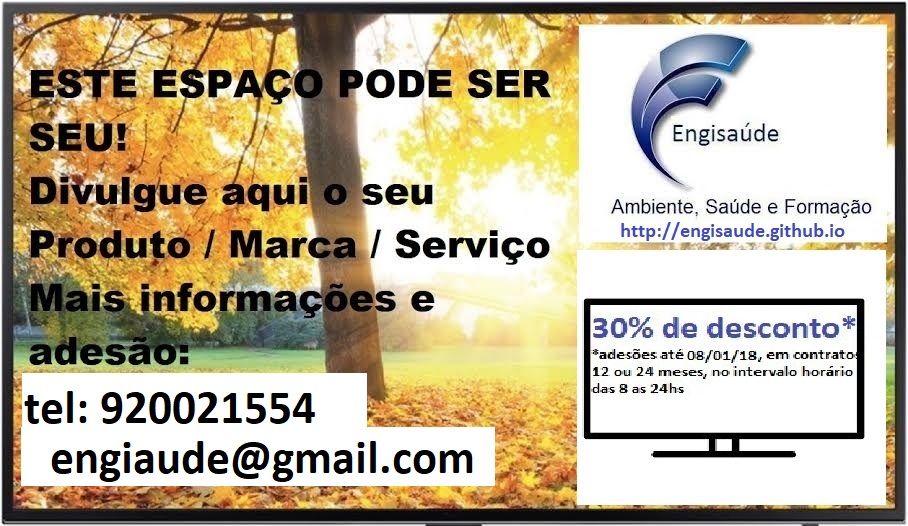 ESTE ESPAÇO PODE SER
SEU!
Divulgue aqui o seu
Produto / Marca / Serviço
Mais informações e
adesão:
tel: 920021554
engiaude@gmail.com
Engisaúde
Ambiente, Saúde e Formação
http://engisaude.github.io
30% de desconto*
*adesões até 08/01/18, em contratos
12 ou 24 meses, no intervalo horário
das 8 as 24hs